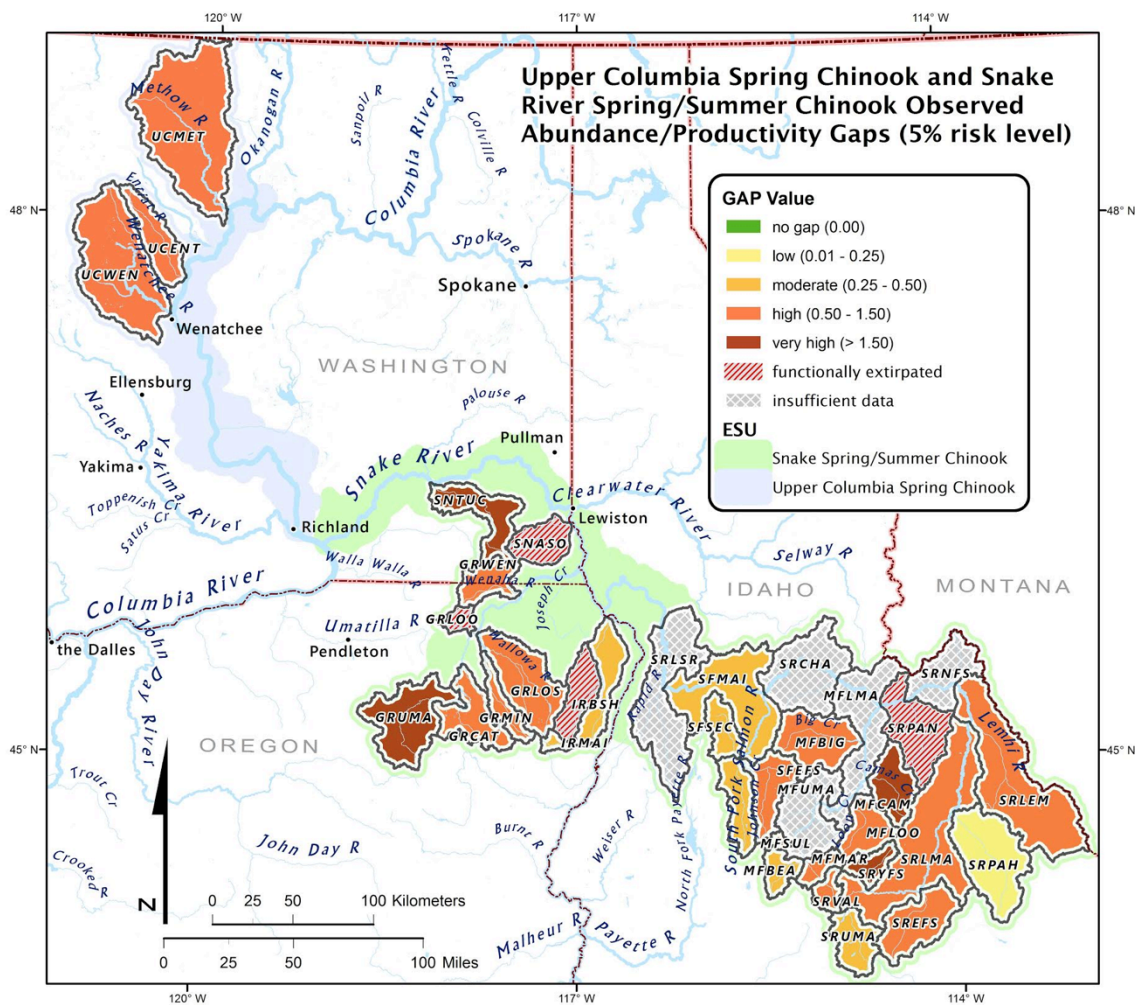 120° W
117° W
114° W
Upper Columbia Spring Chinook and Snake
River Spring/Summer Chinook Observed
Abundance/Productivity Gaps (5% risk level)
Methow R
UCMET
Okanogan R
Sanpoil R
Kettle R
Colville R
Columbia River
48° N
48° N
GAP Value
no gap (0.00)
low (0.01 - 0.25)
moderate (0.25 - 0.50)
high (0.50 - 1.50)
very high (> 1.50)
functionally extirpated
insufficient data
ESU
Snake Spring/Summer Chinook
Upper Columbia Spring Chinook
Entiat R
UCENT
Wenatchee R
UCWEN
Spokane R
Spokane
Wenatchee
WASHINGTON
Ellensburg
Naches R
Palouse R
Pullman
Yakima
Yakima River
Snake River
Toppenish Cr
Satus Cr
Richland
SNTUC
Clearwater River
Lewiston
SNASO
Walla Walla R
GRWEN
Wenaha R
Joseph Cr
Selway R
IDAHO
MONTANA
Columbia River
the Dalles
John Day River
Umatilla R
Pendleton
GRLOO
Wallowa R
GRLOS
GRUMA
GRMIN
GRCAT
IRBSH
IRMAI
OREGON
45° N
45° N
SRLSR
Rapid R
SFMAI
SFSEC
SRCHA
MFLMA
SRNFS
SRPAN
Lemhi R
Big Cr
MFBIG
Salmon R
South Fork
Johnson C
SFEFS
MFUMA
Camas C
MFCAM
Loon C
MFLOO
SRLEM
SRLMA
SRPAH
MFSUL
MFMAR
MFBEA
SRYFS
SRVAL
SREFS
SRUMA
Trout Cr
Crooked R
John Day R
Burnt R
Weiser R
North Fork Payette R
Malheur R
Payette R
N
0 25 50 100 Kilometers
0 25 50 100 Miles
120° W
117° W
114° W